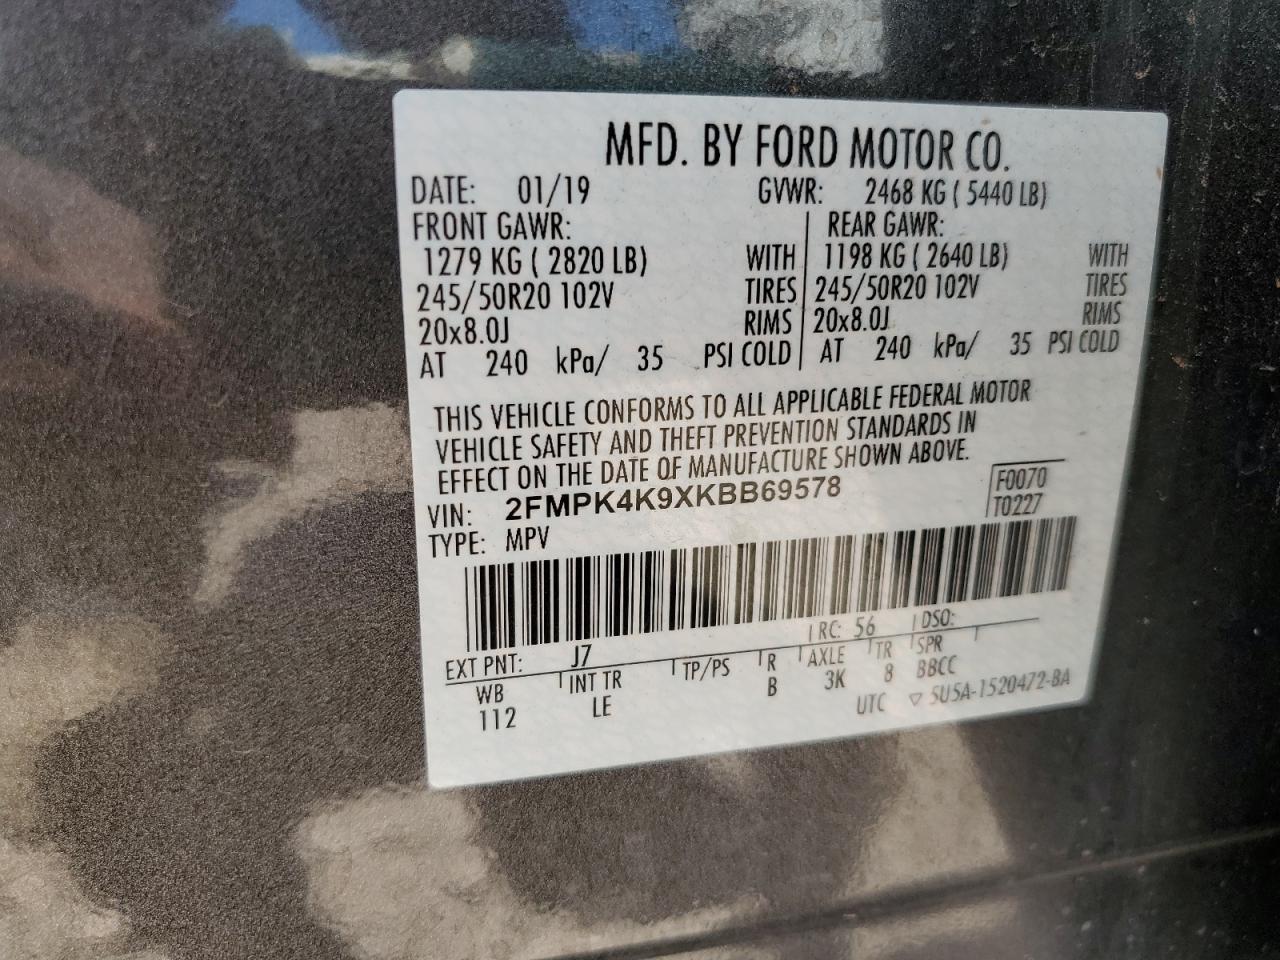 MFD. BY FORD MOTOR CO.
DATE: 01/19 GVWR: 2468 KG ( 5440 LB)
FRONT GAWR: REAR GAWR:
1279 KG ( 2820 LB) WITH 1198 KG ( 2640 LB) WITH
245/50R20 102V TIRES 245/50R20 102V TIRES
20x8.0J RIMS 20x8.0J RIMS
AT 240 kPa/ 35 PSI COLD AT 240 kPa/ 35 PSI COLD
THIS VEHICLE CONFORMS TO ALL APPLICABLE FEDERAL MOTOR
VEHICLE SAFETY AND THEFT PREVENTION STANDARDS IN
EFFECT ON THE DATE OF MANUFACTURE SHOWN ABOVE.
VIN: 2FMPK4K9XKBB69578 F0070
TYPE: MPV T0227
EXT PNT: J7 RC: 56 DSO:
WB INT TR TP/PS R AXLE TR SPR
112 LE B 3K 8 BBCC
UTC ▽ 5U5A-1520472-BA